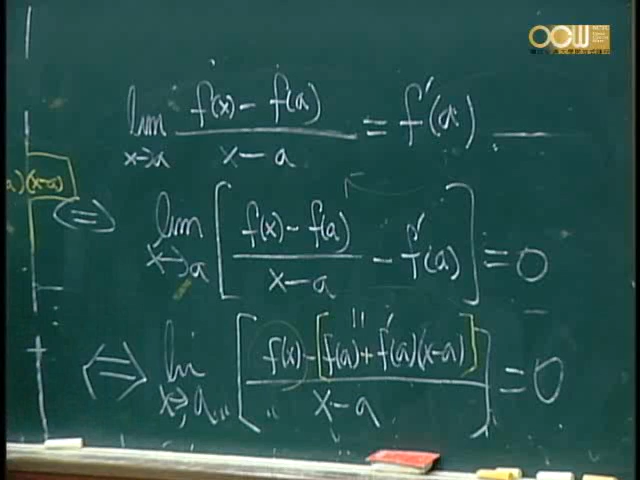 OCW
lim x→a (f(x) − f(a)) / (x − a) = f'(a)
a)(x−a)
⇔ lim x→a [ (f(x) − f(a)) / (x − a) − f'(a) ] = 0
⇔ lim x→a [ (f(x) − [f(a) + f'(a)(x−a)]) / (x − a) ] = 0